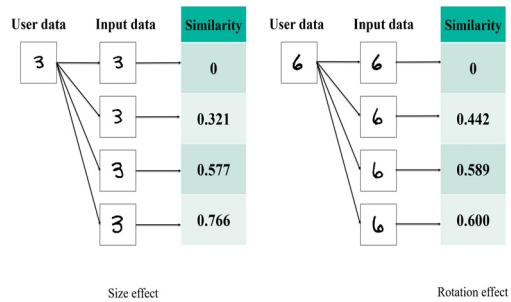 User data Input data Similarity
3 3 0
3 0.321
3 0.577
3 0.766
Size effect
User data Input data Similarity
6 6 0
6 0.442
6 0.589
6 0.600
Rotation effect